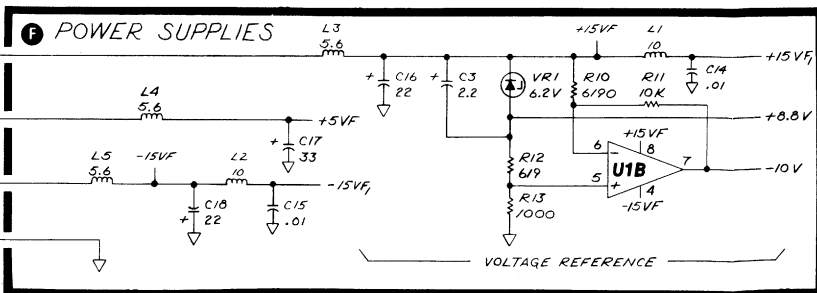 F POWER SUPPLIES
L3
5.6
+15VF
L1
10
+15VF1
+
C16
22
+
C3
2.2
VR1
6.2V
R10
6190
R11
10K
C14
.01
L4
5.6
+5VF
+8.8V
+
C17
33
+15VF
8
6
−
7
-10V
U1B
5
+
4
-15VF
R12
619
R13
1000
L5
5.6
-15VF
L2
10
-15VF1
+
C18
22
C15
.01
VOLTAGE REFERENCE